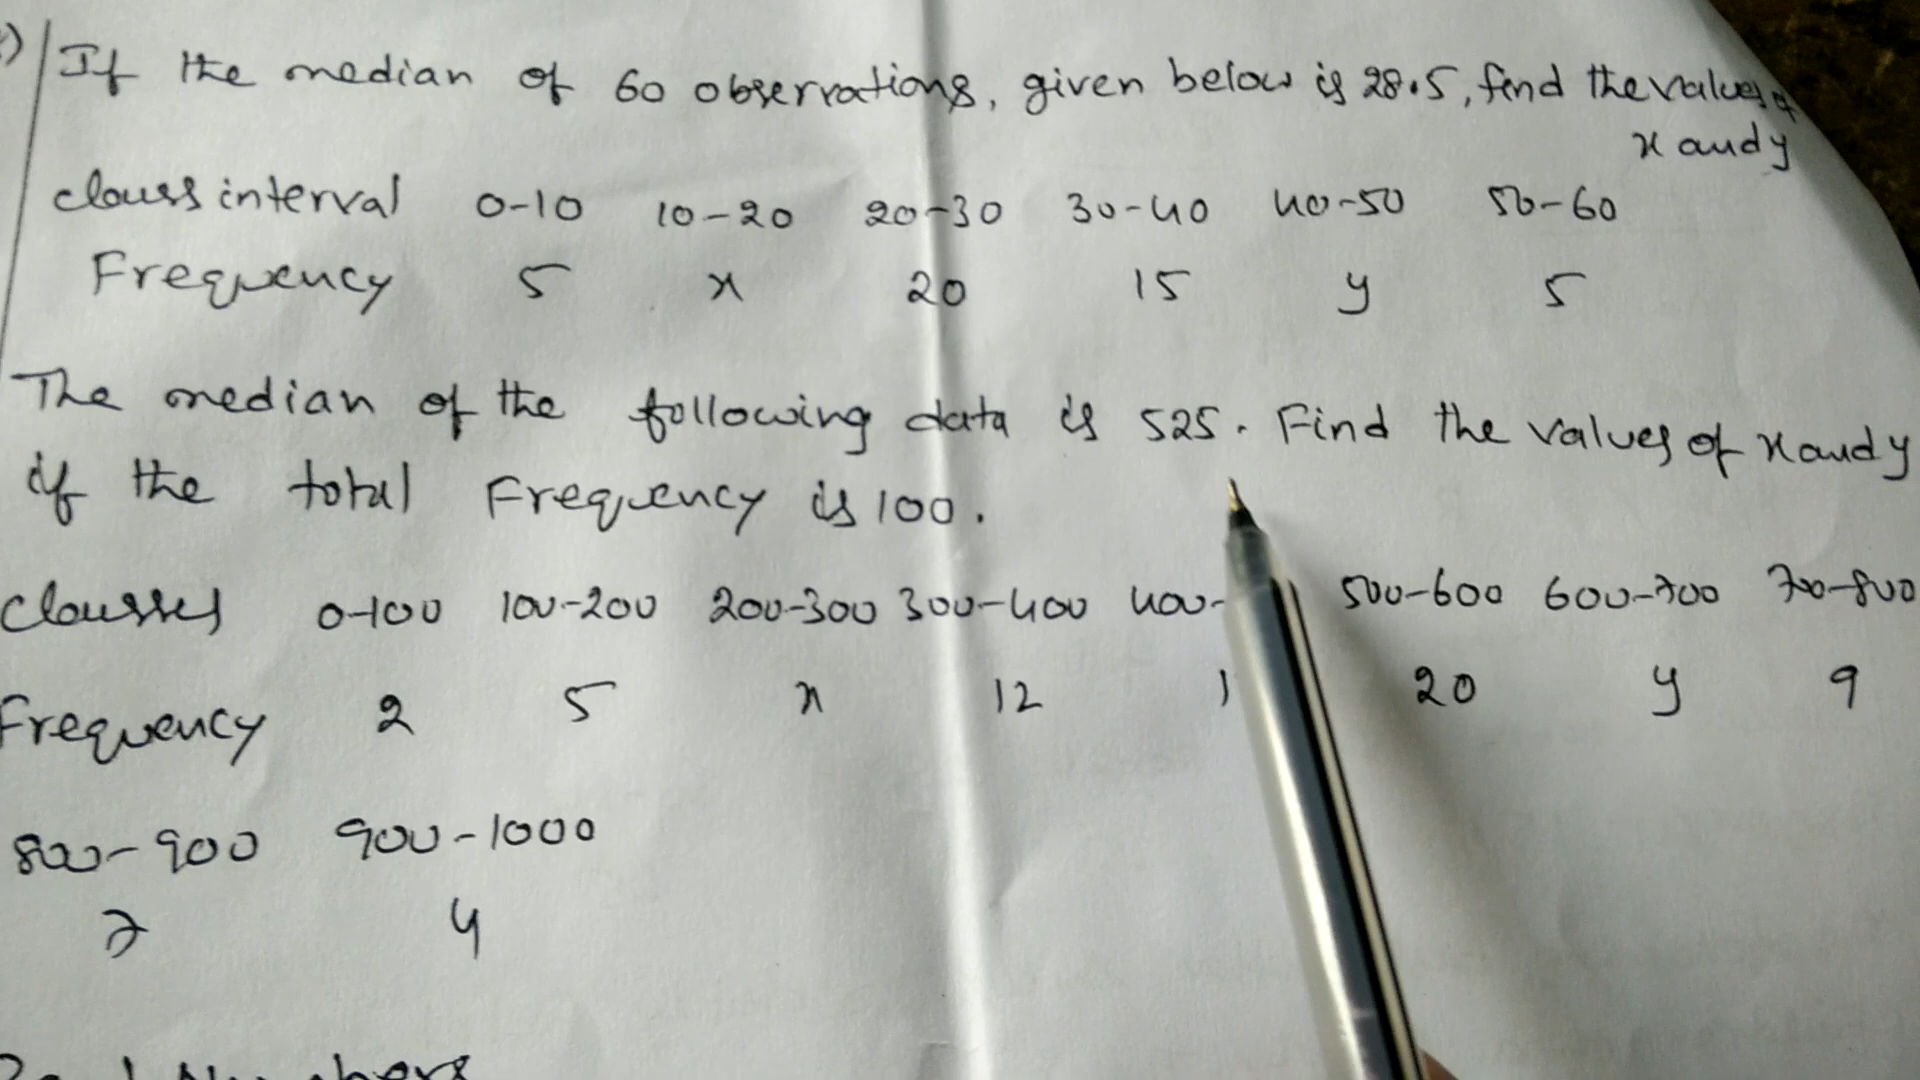 If the median of 60 observations, given below is 28.5, find the values of
x and y
class interval 0-10 10-20 20-30 30-40 40-50 50-60
Frequency 5 x 20 15 y 5
The median of the following data is 525. Find the values of x and y
if the total Frequency is 100.
classes 0-100 100-200 200-300 300-400 400- 500-600 600-700 700-800
Frequency 2 5 x 12 1 20 y 9
800-900 900-1000
7 4